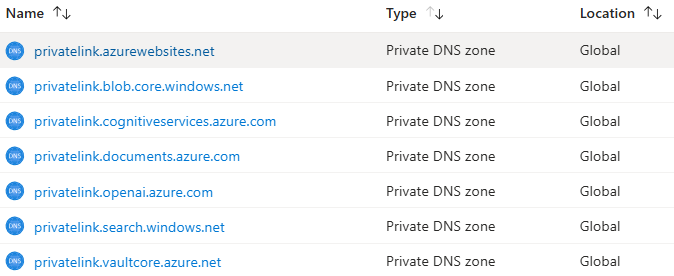 Name ↑↓ Type ↑↓ Location ↑↓
DNS privatelink.azurewebsites.net Private DNS zone Global
DNS privatelink.blob.core.windows.net Private DNS zone Global
DNS privatelink.cognitiveservices.azure.com Private DNS zone Global
DNS privatelink.documents.azure.com Private DNS zone Global
DNS privatelink.openai.azure.com Private DNS zone Global
DNS privatelink.search.windows.net Private DNS zone Global
DNS privatelink.vaultcore.azure.net Private DNS zone Global